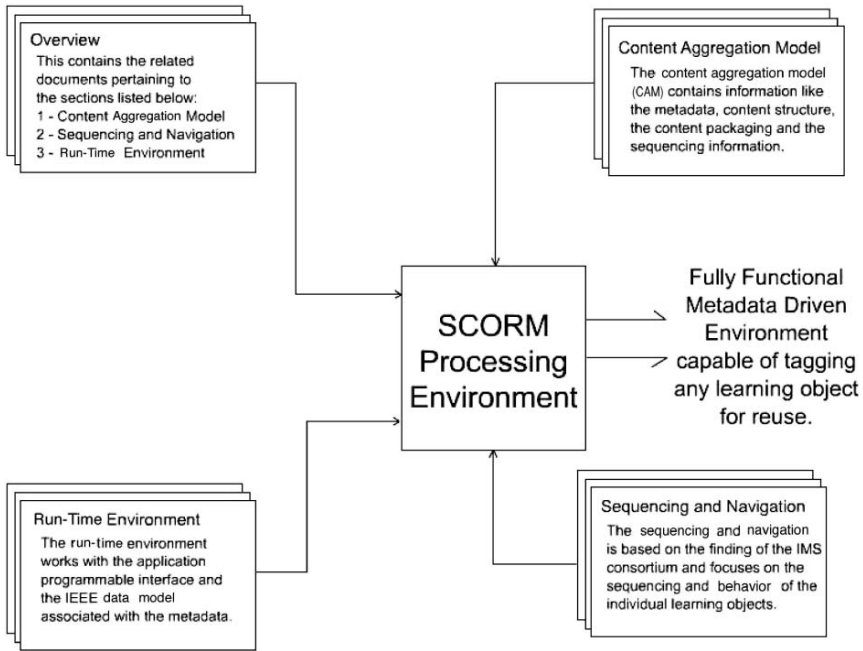 Overview
This contains the related
documents pertaining to
the sections listed below:
1 - Content Aggregation Model
2 - Sequencing and Navigation
3 - Run-Time Environment
Content Aggregation Model
The content aggregation model
(CAM) contains information like
the metadata, content structure,
the content packaging and the
sequencing information.
SCORM
Processing
Environment
Fully Functional
Metadata Driven
Environment
capable of tagging
any learning object
for reuse.
Run-Time Environment
The run-time environment
works with the application
programmable interface and
the IEEE data model
associated with the metadata.
Sequencing and Navigation
The sequencing and navigation
is based on the finding of the IMS
consortium and focuses on the
sequencing and behavior of the
individual learning objects.